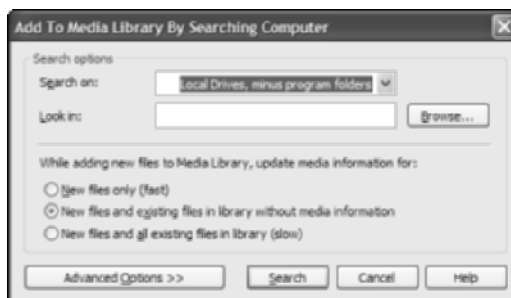 Add To Media Library By Searching Computer
Search options
Search on: Local Drives, minus program folders
Look in: Browse...
While adding new files to Media Library, update media information for:
New files only (fast)
New files and existing files in library without media information
New files and all existing files in library (slow)
Advanced Options >> Search Cancel Help